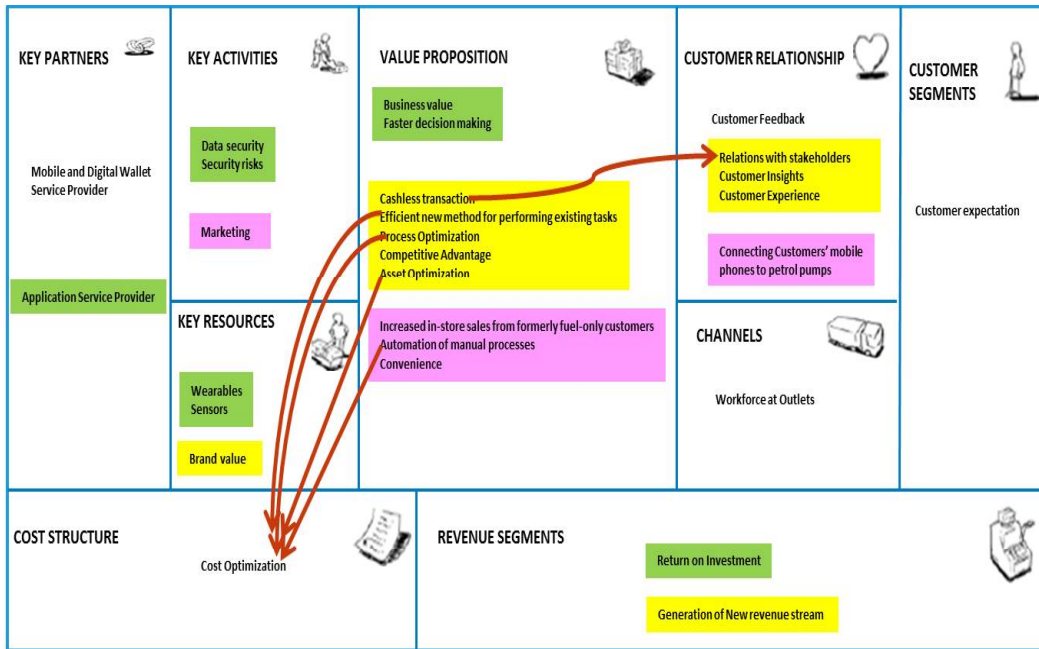 KEY PARTNERS
Mobile and Digital Wallet
Service Provider
Application Service Provider
KEY ACTIVITIES
Data security
Security risks
Marketing
KEY RESOURCES
Wearables
Sensors
Brand value
VALUE PROPOSITION
Business value
Faster decision making
Cashless transaction
Efficient new method for performing existing tasks
Process Optimization
Competitive Advantage
Asset Optimization
Increased in-store sales from formerly fuel-only customers
Automation of manual processes
Convenience
CUSTOMER RELATIONSHIP
Customer Feedback
Relations with stakeholders
Customer Insights
Customer Experience
Connecting Customers' mobile
phones to petrol pumps
CHANNELS
Workforce at Outlets
CUSTOMER
SEGMENTS
Customer expectation
COST STRUCTURE
Cost Optimization
REVENUE SEGMENTS
Return on Investment
Generation of New revenue stream